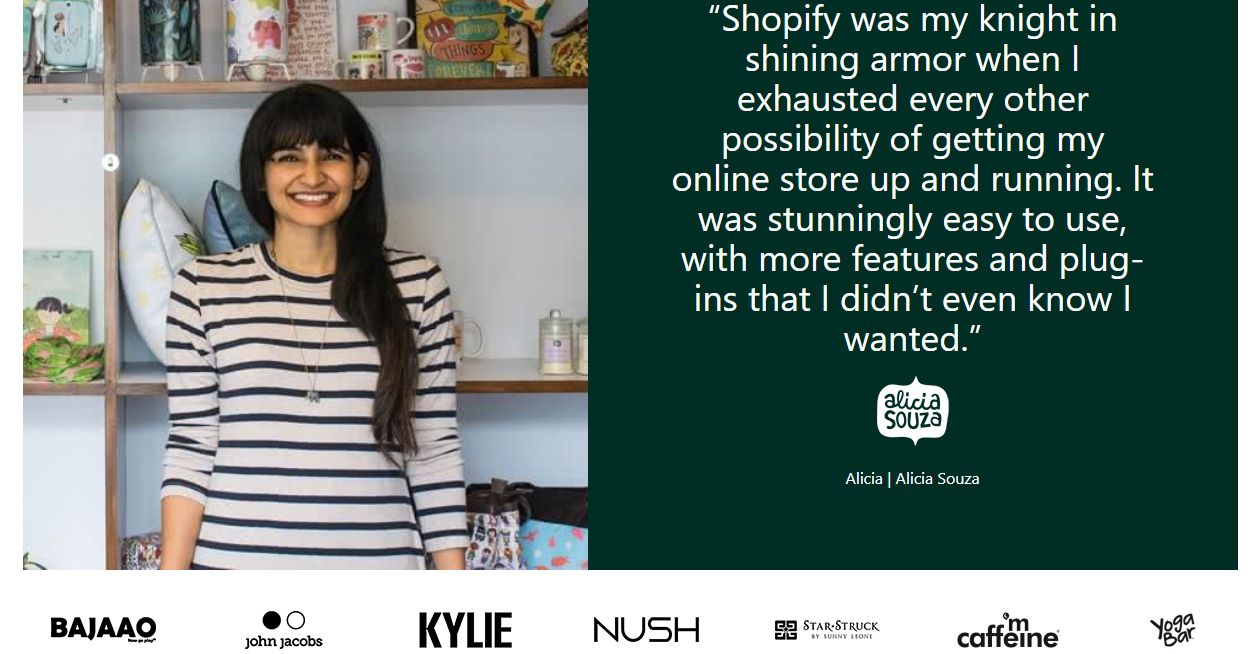 THINGS
FOREVER!
“Shopify was my knight in
shining armor when I
exhausted every other
possibility of getting my
online store up and running. It
was stunningly easy to use,
with more features and plug-
ins that I didn’t even know I
wanted.”
alicia
SOUZA
Alicia | Alicia Souza
BAJAAO
Now go play™
john jacobs
KYLIE
NUSH
STAR•STRUCK
BY SUNNY LEONE
I'm
caffeine
Yoga
Bar